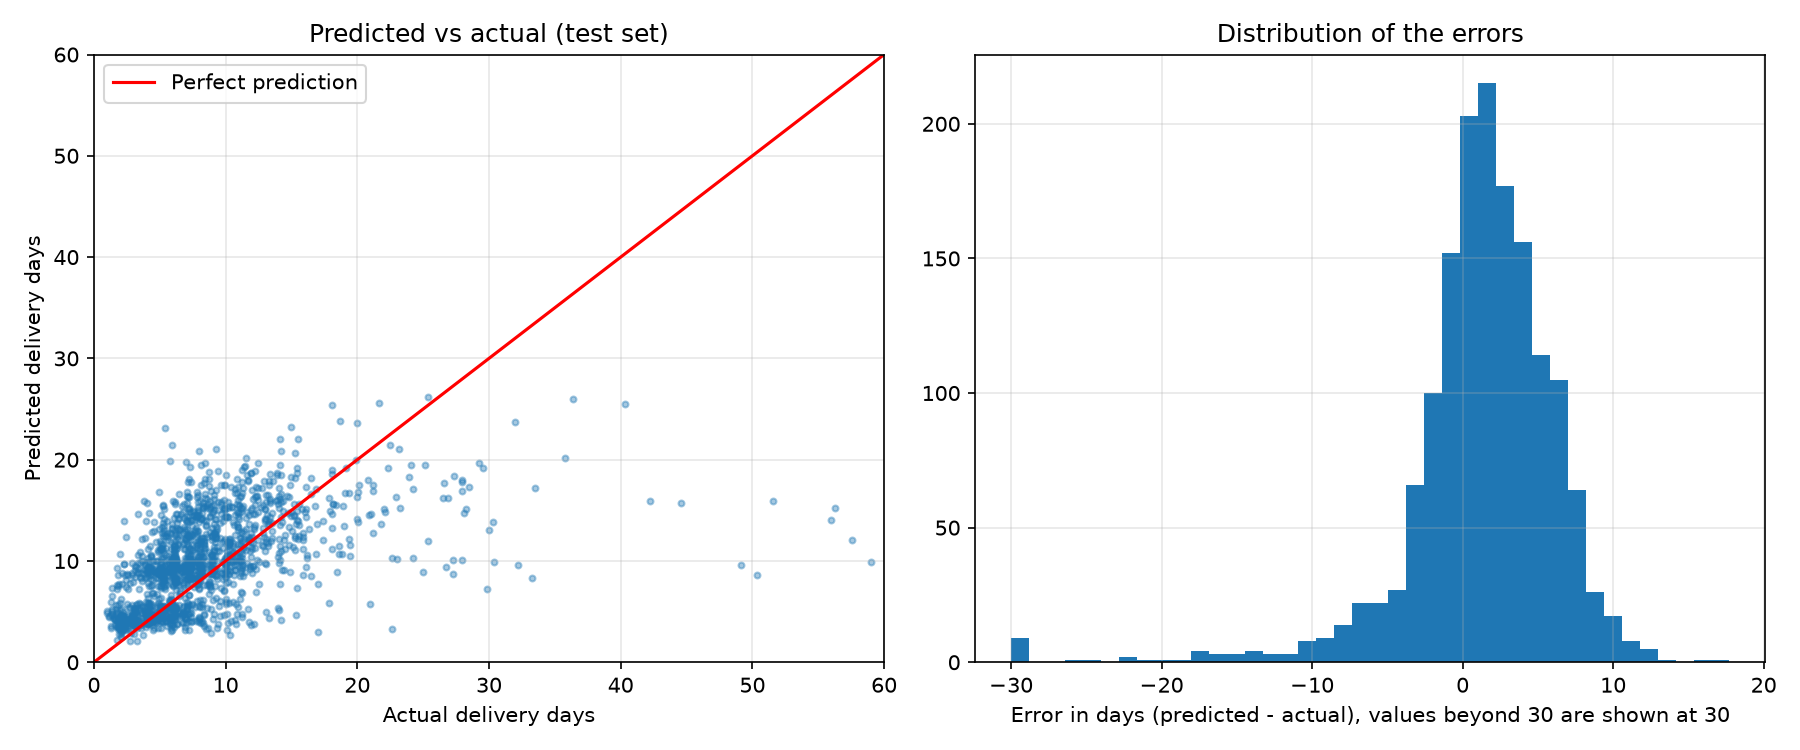 Predicted vs actual (test set)
60
50
40
30
20
10
0
Predicted delivery days
Perfect prediction
0 10 20 30 40 50 60
Actual delivery days
Distribution of the errors
200
150
100
50
0
−30 −20 −10 0 10 20
Error in days (predicted - actual), values beyond 30 are shown at 30